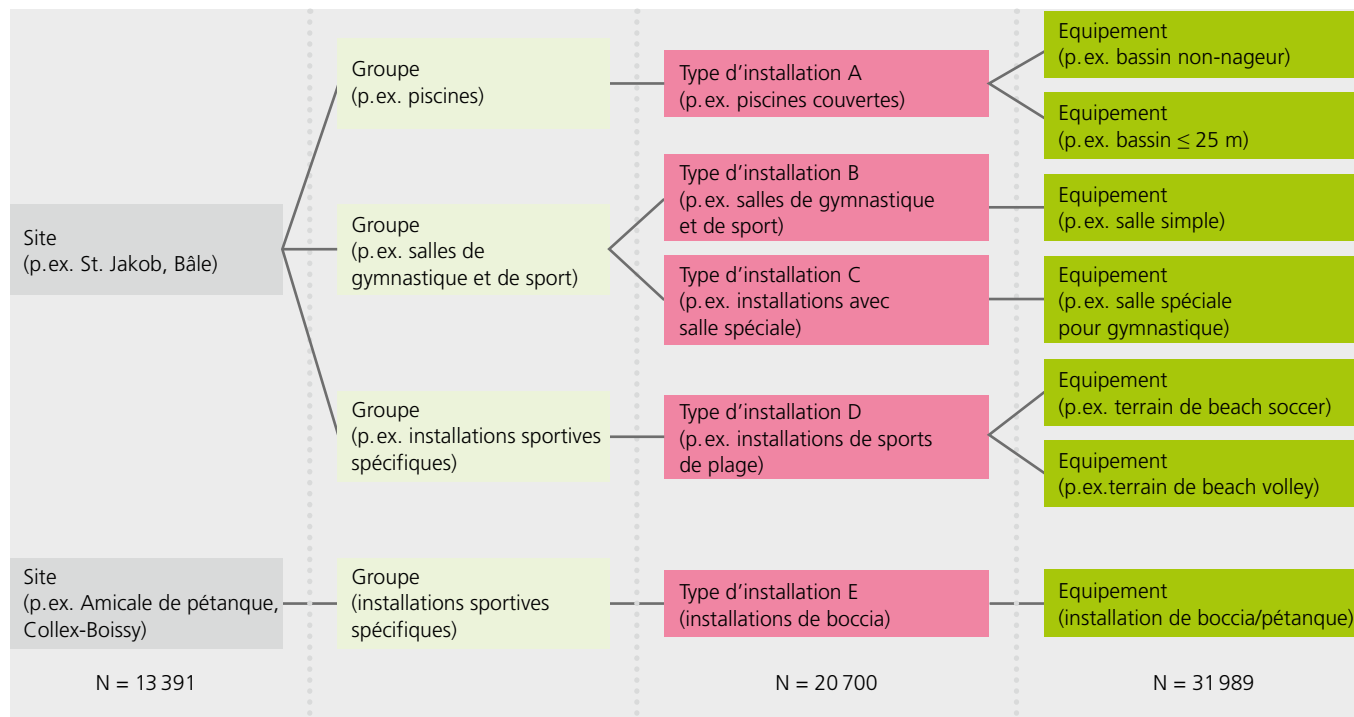 Site
(p.ex. St. Jakob, Bâle)
Groupe
(p.ex. piscines)
Type d'installation A
(p.ex. piscines couvertes)
Equipement
(p.ex. bassin non-nageur)
Equipement
(p.ex. bassin ≤ 25 m)
Groupe
(p.ex. salles de
gymnastique et de sport)
Type d'installation B
(p.ex. salles de gymnastique
et de sport)
Equipement
(p.ex. salle simple)
Type d'installation C
(p.ex. installations avec
salle spéciale)
Equipement
(p.ex. salle spéciale
pour gymnastique)
Groupe
(p.ex. installations sportives
spécifiques)
Type d'installation D
(p.ex. installations de sports
de plage)
Equipement
(p.ex. terrain de beach soccer)
Equipement
(p.ex.terrain de beach volley)
Site
(p.ex. Amicale de pétanque,
Collex-Boissy)
Groupe
(installations sportives
spécifiques)
Type d'installation E
(installations de boccia)
Equipement
(installation de boccia/pétanque)
N = 13 391
N = 20 700
N = 31 989